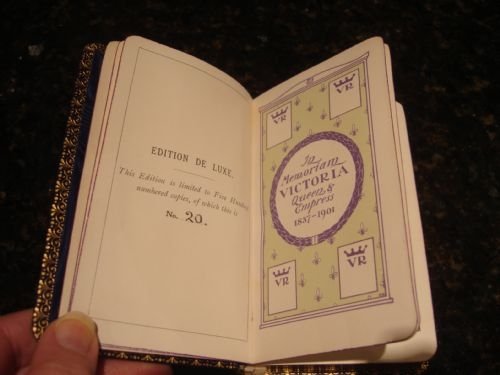 EDITION DE LUXE.
This Edition is limited to Five Hundred
numbered copies, of which this is
No. 20.
VR
VR
In
Memoriam
VICTORIA
Queen &
Empress
1837-1901
VR
VR